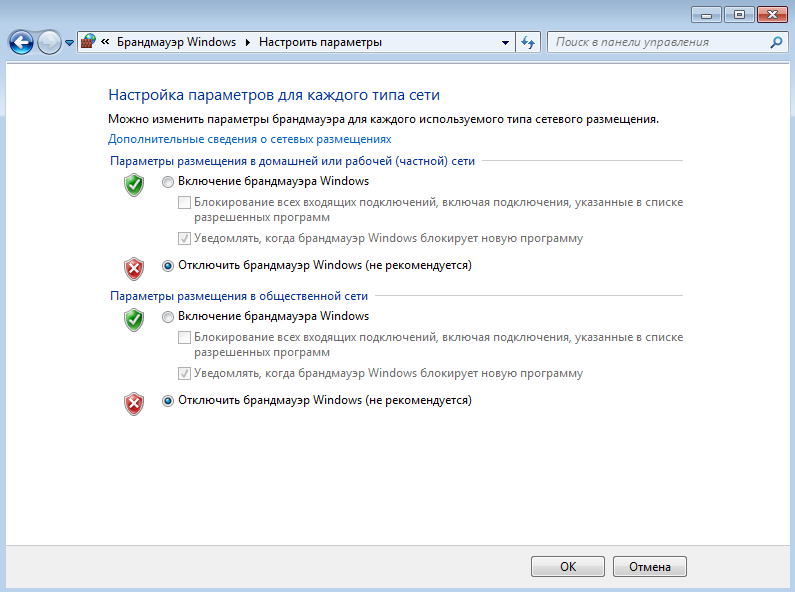 « Брандмауэр Windows Настроить параметры
Поиск в панели управления
Настройка параметров для каждого типа сети
Можно изменить параметры брандмауэра для каждого используемого типа сетевого размещения.
Дополнительные сведения о сетевых размещениях
Параметры размещения в домашней или рабочей (частной) сети
Включение брандмауэра Windows
Блокирование всех входящих подключений, включая подключения, указанные в списке
разрешенных программ
Уведомлять, когда брандмауэр Windows блокирует новую программу
Отключить брандмауэр Windows (не рекомендуется)
Параметры размещения в общественной сети
Включение брандмауэра Windows
Блокирование всех входящих подключений, включая подключения, указанные в списке
разрешенных программ
Уведомлять, когда брандмауэр Windows блокирует новую программу
Отключить брандмауэр Windows (не рекомендуется)
ОК Отмена